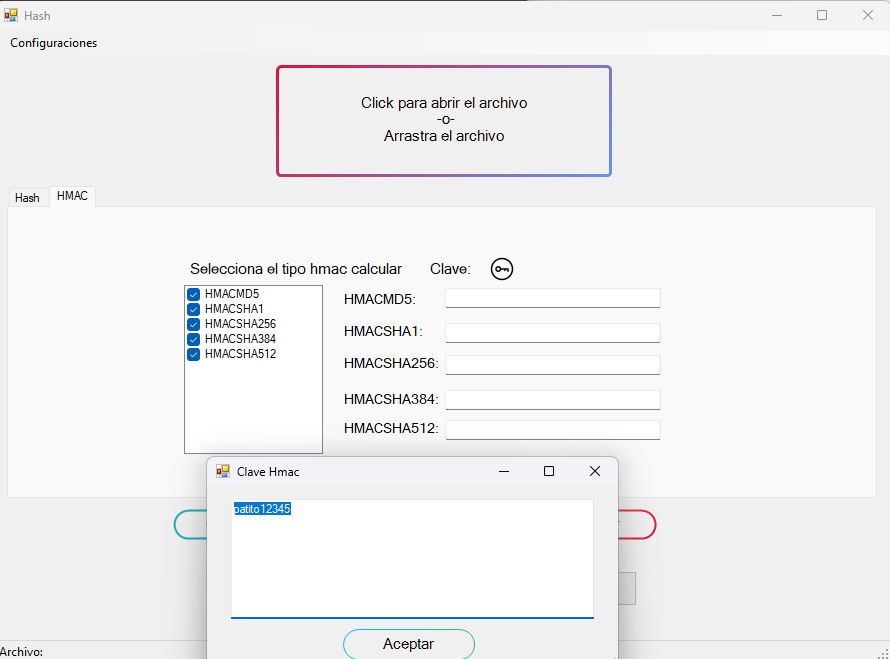 Hash
Configuraciones
Click para abrir el archivo
-o-
Arrastra el archivo
Hash
HMAC
Selecciona el tipo hmac calcular
Clave:
HMACMD5
HMACSHA1
HMACSHA256
HMACSHA384
HMACSHA512
HMACMD5:
HMACSHA1:
HMACSHA256:
HMACSHA384:
HMACSHA512:
Clave Hmac
patito12345
Aceptar
Archivo: